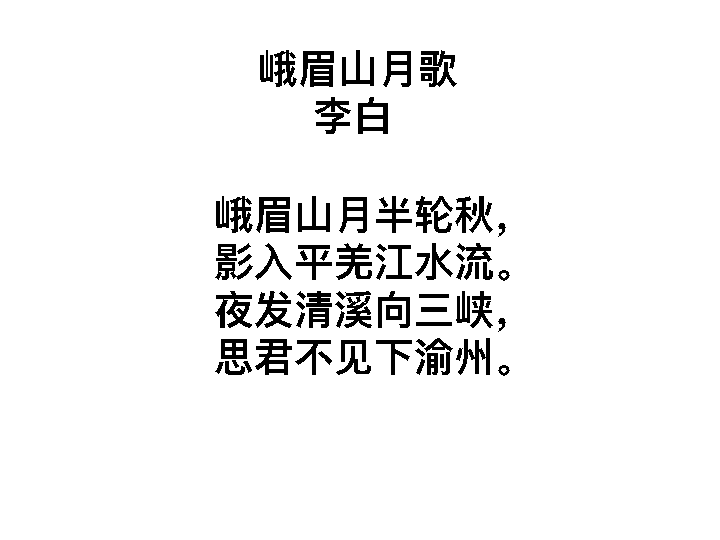 峨眉山月歌
李白
峨眉山月半轮秋，
影入平羌江水流。
夜发清溪向三峡，
思君不见下渝州。